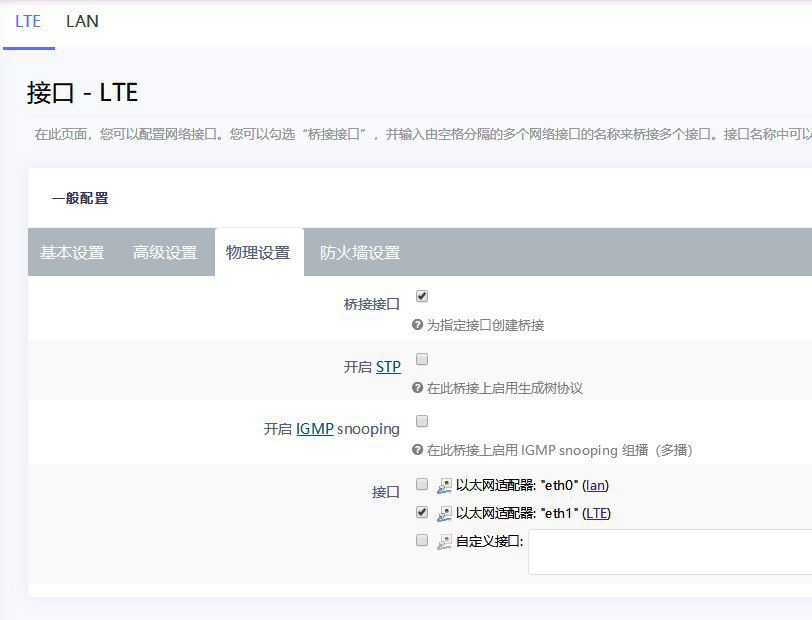 LTE LAN
接口 - LTE
在此页面，您可以配置网络接口。您可以勾选“桥接接口”，并输入由空格分隔的多个网络接口的名称来桥接多个接口。接口名称中可以
一般配置
基本设置 高级设置 物理设置 防火墙设置
桥接接口
为指定接口创建桥接
开启 STP
在此桥接上启用生成树协议
开启 IGMP snooping
在此桥接上启用 IGMP snooping 组播（多播）
接口 以太网适配器: "eth0" (lan)
以太网适配器: "eth1" (LTE)
自定义接口: